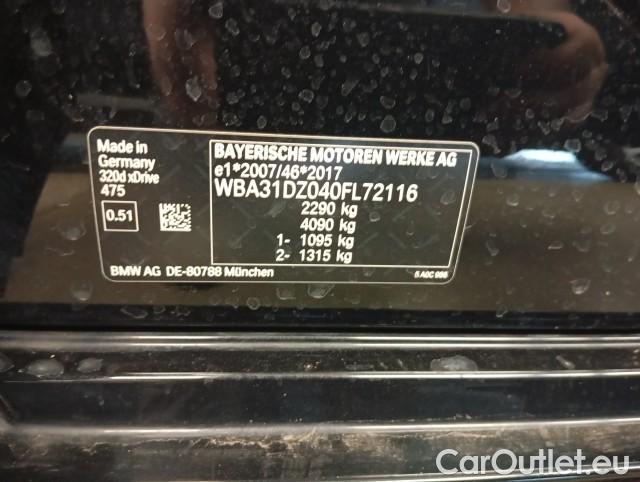 Made in
Germany
320d xDrive
475
0.51
BAYERISCHE MOTOREN WERKE AG
e1*2007/46*2017
WBA31DZ040FL72116
2290 kg
4090 kg
1- 1095 kg
2- 1315 kg
BMW AG DE-80788 München
CarOutlet.eu